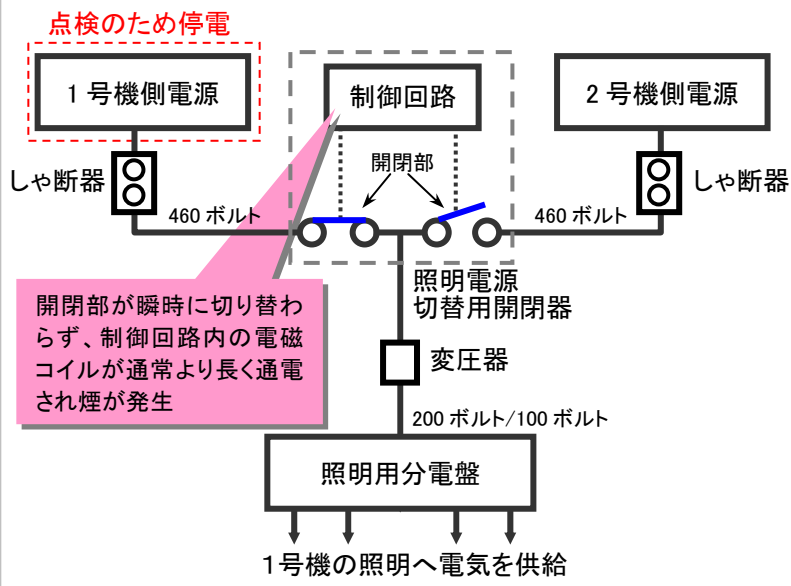 点検のため停電
1号機側電源
制御回路
2号機側電源
しゃ断器
開閉部
しゃ断器
460 ボルト
460 ボルト
照明電源
切替用開閉器
開閉部が瞬時に切り替わ
らず、制御回路内の電磁
コイルが通常より長く通電
され煙が発生
変圧器
200 ボルト/100 ボルト
照明用分電盤
1号機の照明へ電気を供給